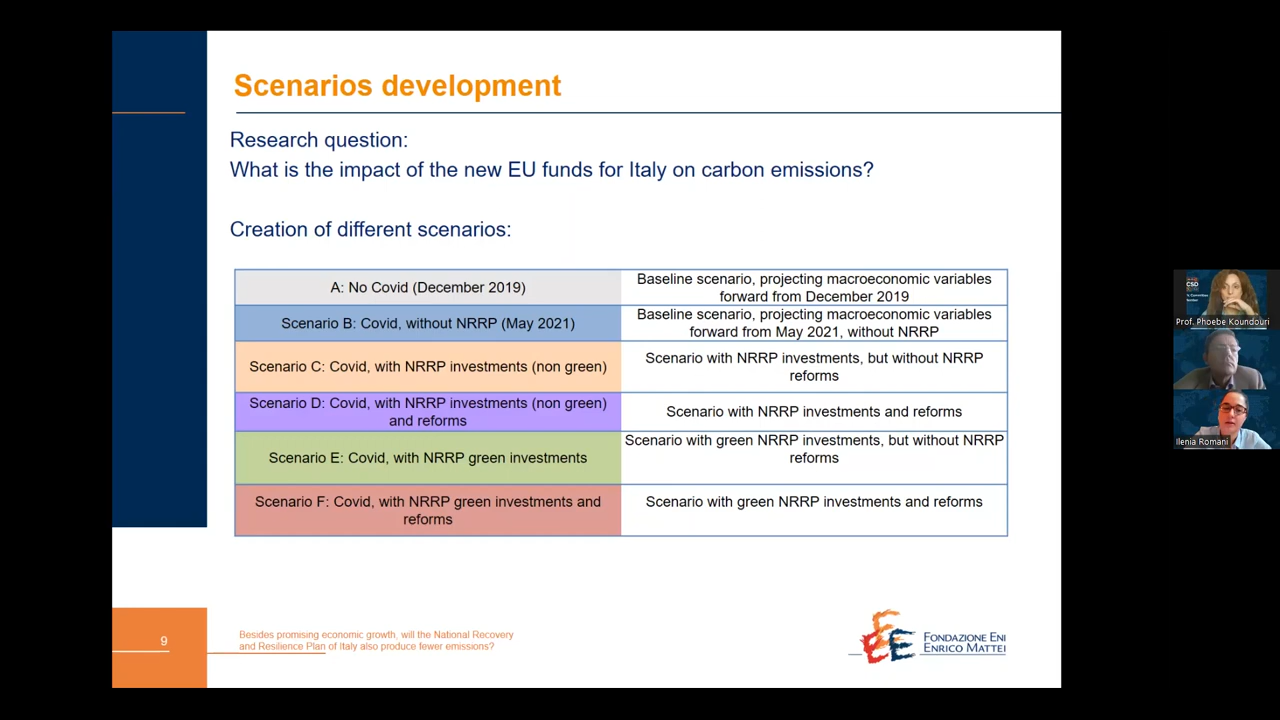 Scenarios development
Research question:
What is the impact of the new EU funds for Italy on carbon emissions?
Creation of different scenarios:
A: No Covid (December 2019)
Baseline scenario, projecting macroeconomic variables
forward from December 2019
Scenario B: Covid, without NRRP (May 2021)
Baseline scenario, projecting macroeconomic variables
forward from May 2021, without NRRP
Scenario C: Covid, with NRRP investments (non green)
Scenario with NRRP investments, but without NRRP
reforms
Scenario D: Covid, with NRRP investments (non green)
and reforms
Scenario with NRRP investments and reforms
Scenario E: Covid, with NRRP green investments
Scenario with green NRRP investments, but without NRRP
reforms
Scenario F: Covid, with NRRP green investments and
reforms
Scenario with green NRRP investments and reforms
9
Besides promising economic growth, will the National Recovery
and Resilience Plan of Italy also produce fewer emissions?
FONDAZIONE ENI
ENRICO MATTEI
CSD
Prof. Phoebe Koundouri
Ilenia Romani